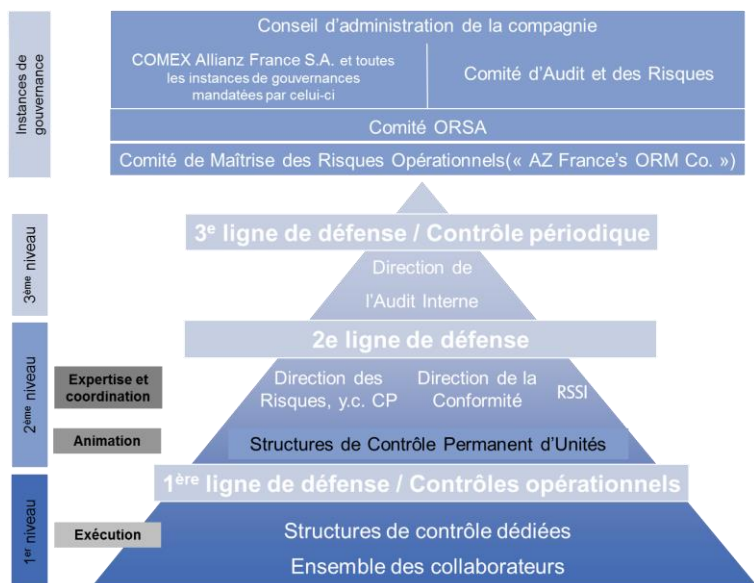 Instances de
gouvernance
Conseil d'administration de la compagnie
COMEX Allianz France S.A. et toutes
les instances de gouvernances
mandatées par celui-ci
Comité d'Audit et des Risques
Comité ORSA
Comité de Maîtrise des Risques Opérationnels(« AZ France's ORM Co. »)
3ème niveau
3e ligne de défense / Contrôle périodique
Direction de
l'Audit Interne
2ème niveau
2e ligne de défense
Expertise et
coordination
Direction des
Risques, y.c. CP
Direction de la
Conformité
RSSI
Animation
Structures de Contrôle Permanent d'Unités
1er niveau
1ère ligne de défense / Contrôles opérationnels
Exécution
Structures de contrôle dédiées
Ensemble des collaborateurs